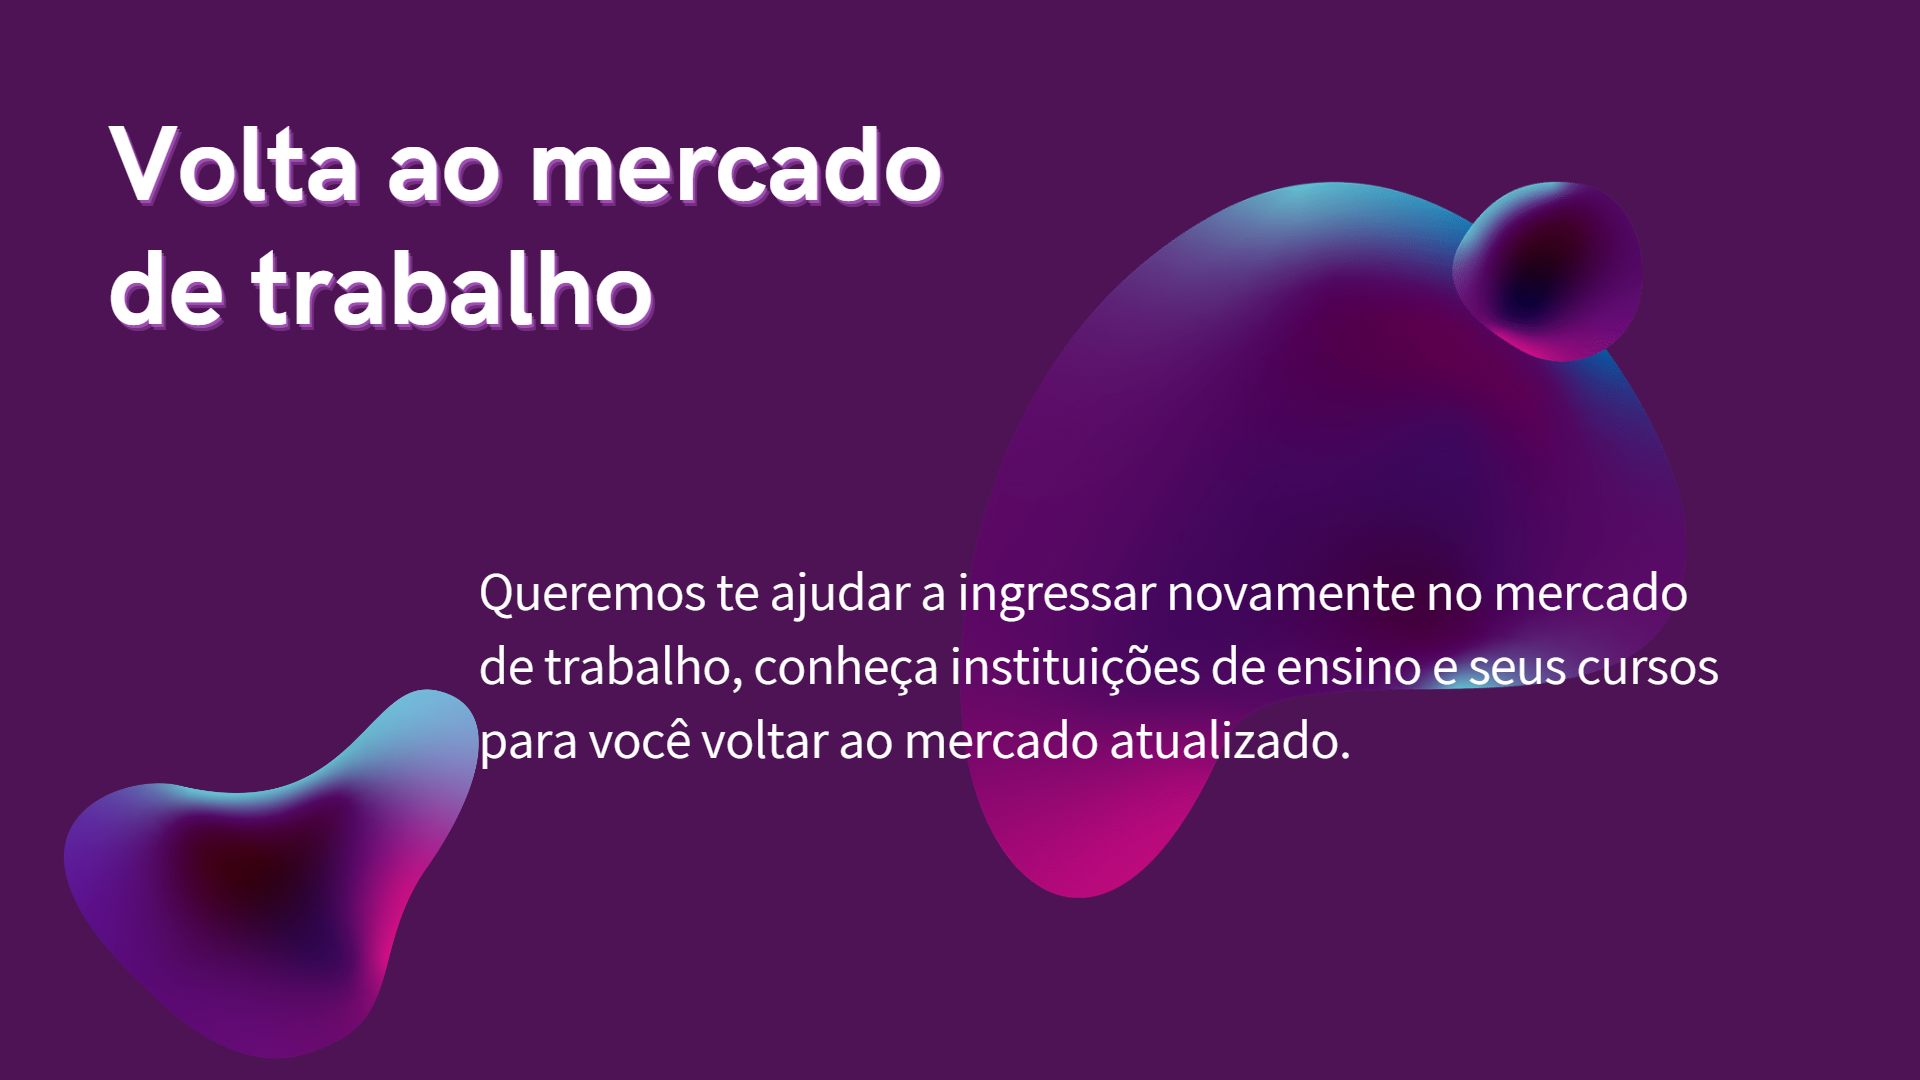 Volta ao mercado
de trabalho
Queremos te ajudar a ingressar novamente no mercado
de trabalho, conheça instituições de ensino e seus cursos
para você voltar ao mercado atualizado.